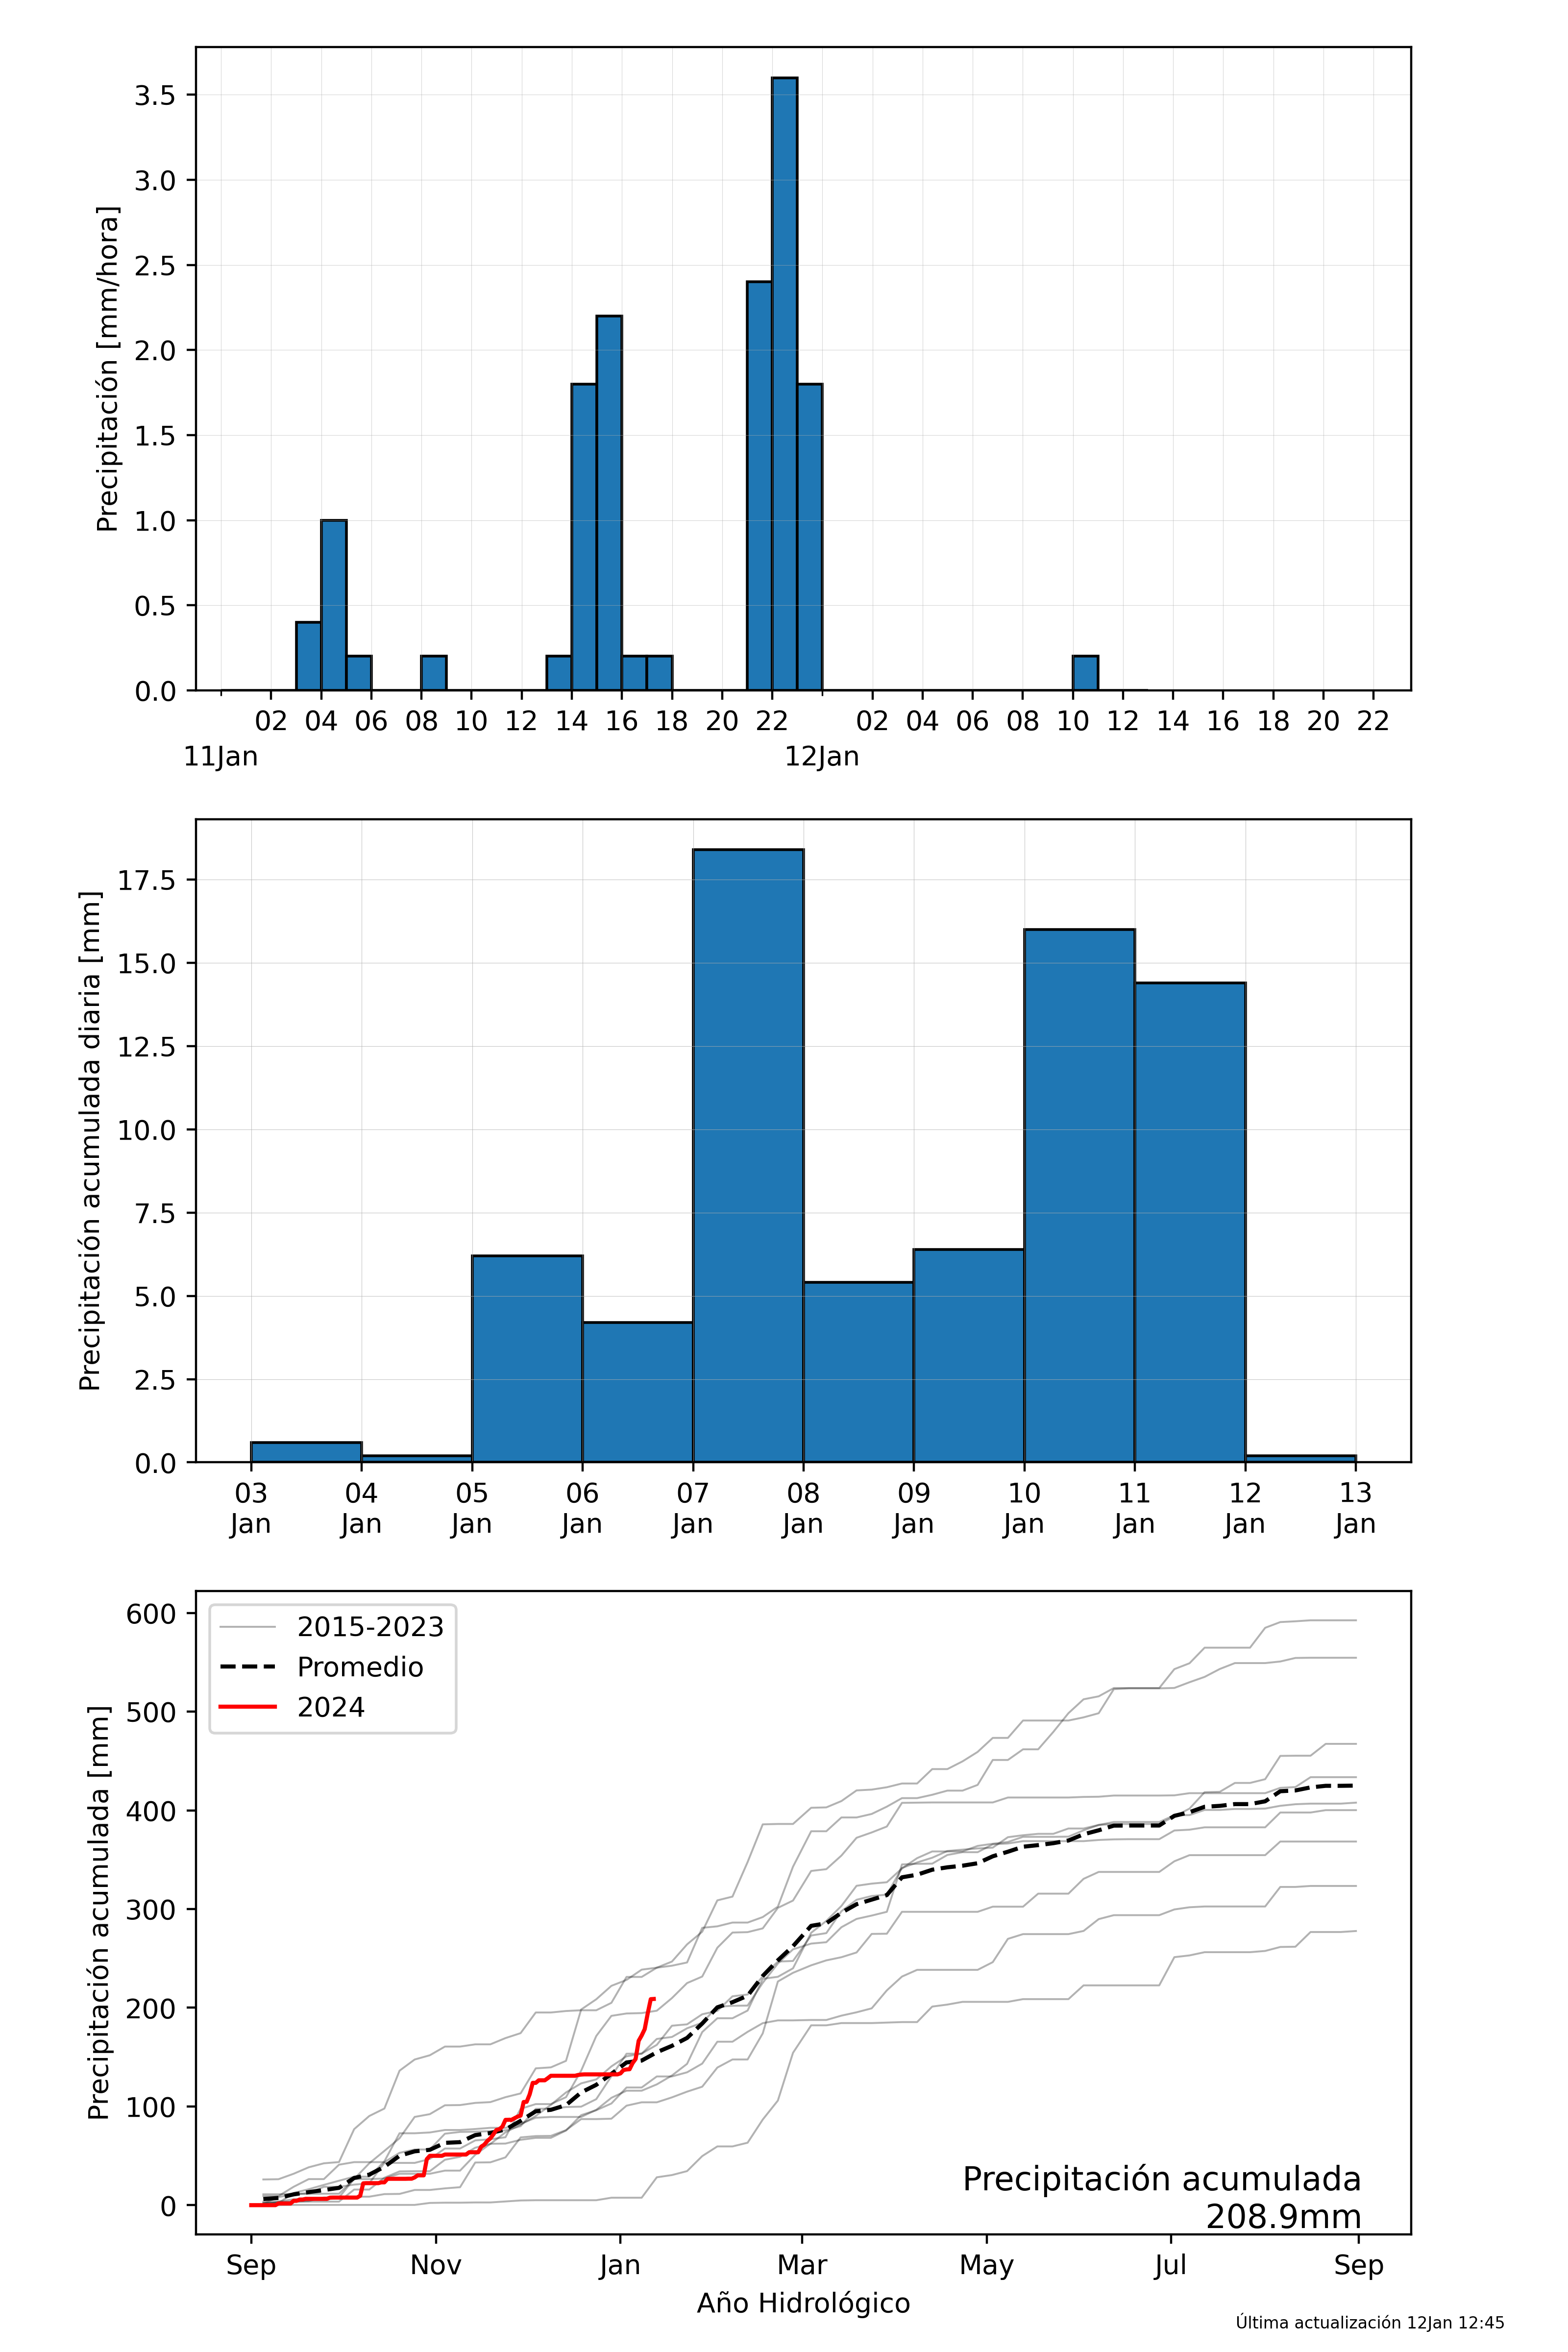 Precipitación [mm/hora]
3.5
3.0
2.5
2.0
1.5
1.0
0.5
0.0
02 04 06 08 10 12 14 16 18 20 22 02 04 06 08 10 12 14 16 18 20 22
11Jan 12Jan
Precipitación acumulada diaria [mm]
17.5
15.0
12.5
10.0
7.5
5.0
2.5
0.0
03 04 05 06 07 08 09 10 11 12 13
Jan Jan Jan Jan Jan Jan Jan Jan Jan Jan Jan
Precipitación acumulada [mm]
600
500
400
300
200
100
0
2015-2023
Promedio
2024
Precipitación acumulada
208.9mm
Sep Nov Jan Mar May Jul Sep
Año Hidrológico
Última actualización 12Jan 12:45